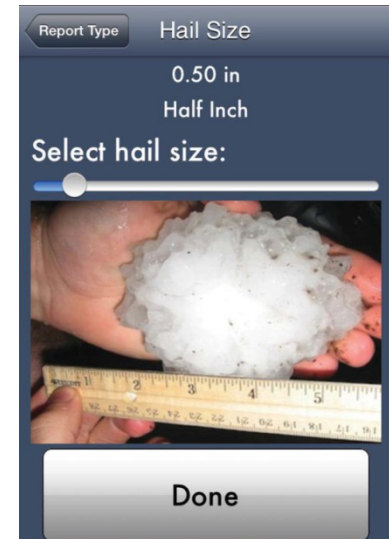 Report Type
Hail Size
0.50 in
Half Inch
Select hail size:
1 2 3 4 5
Done